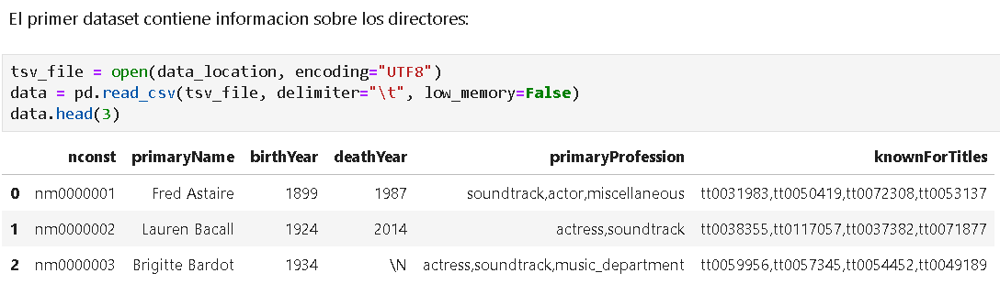 El primer dataset contiene informacion sobre los directores:
tsv_file = open(data_location, encoding="UTF8")
data = pd.read_csv(tsv_file, delimiter="\t", low_memory=False)
data.head(3)
nconst primaryName birthYear deathYear primaryProfession knownForTitles
0 nm0000001 Fred Astaire 1899 1987 soundtrack,actor,miscellaneous tt0031983,tt0050419,tt0072308,tt0053137
1 nm0000002 Lauren Bacall 1924 2014 actress,soundtrack tt0038355,tt0117057,tt0037382,tt0071877
2 nm0000003 Brigitte Bardot 1934 \N actress,soundtrack,music_department tt0059956,tt0057345,tt0054452,tt0049189